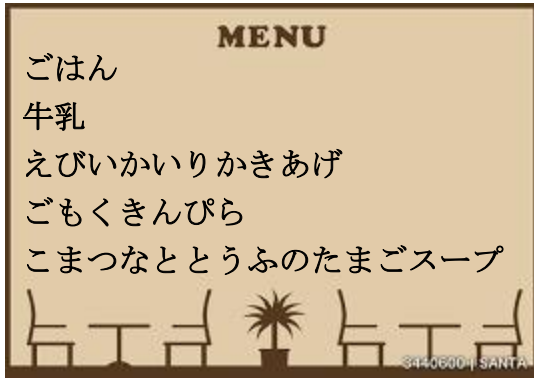 MENU
ごはん
牛乳
えびいかいりかきあげ
ごもくきんぴら
こまつなととうふのたまごスープ
3440600 | SANTA